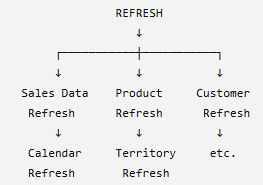 REFRESH
Sales Data Product Customer
Refresh Refresh Refresh
Calendar Territory etc.
Refresh Refresh